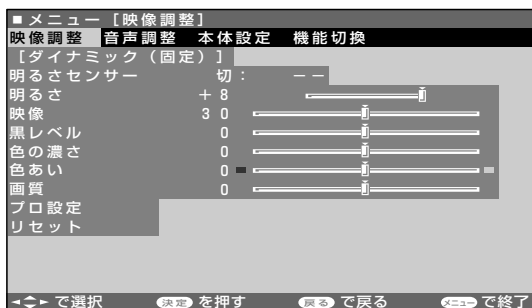 ■メニュー [映像調整]
映像調整 音声調整 本体設定 機能切換
[ダイナミック(固定)]
明るさセンサー 切: −−
明るさ +8
映像 30
黒レベル 0
色の濃さ 0
色あい 0
画質 0
プロ設定
リセット
で選択 決定 を押す 戻る で戻る メニュー で終了